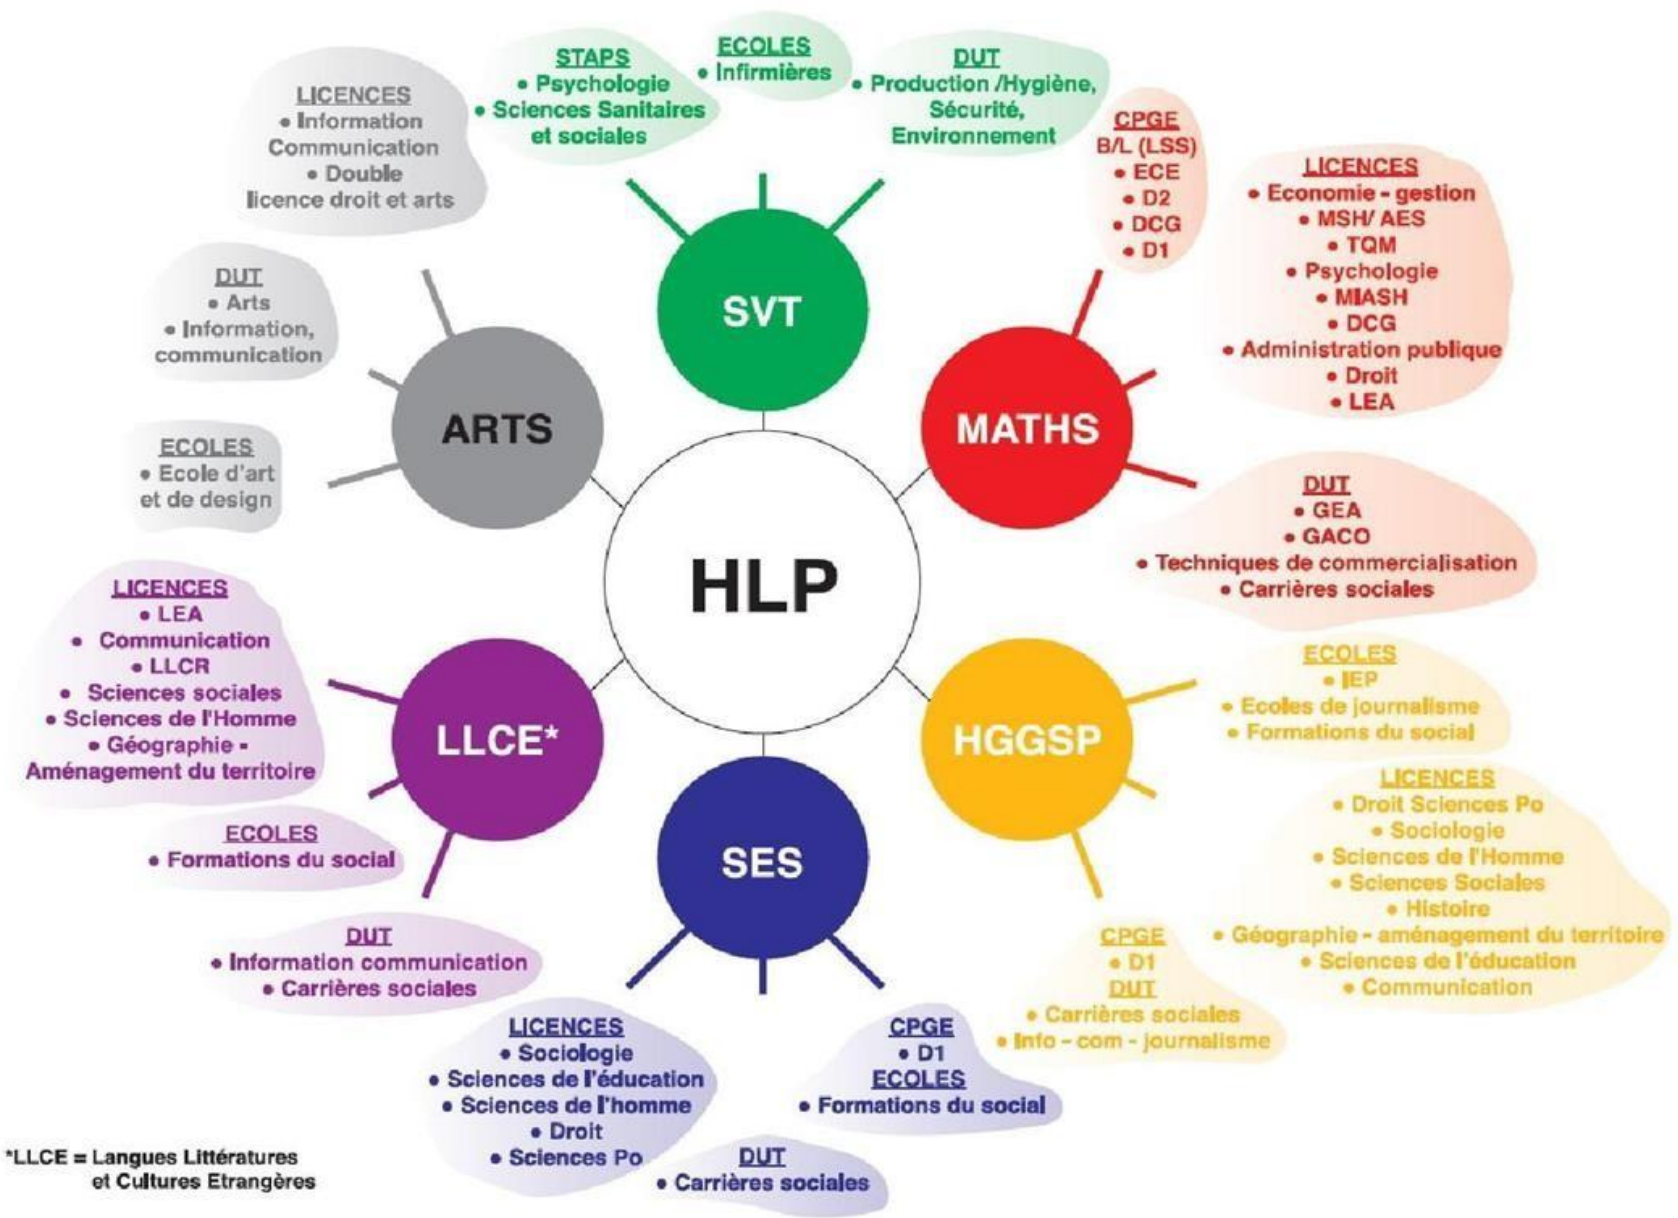 STAPS
• Psychologie
• Sciences Sanitaires
et sociales
ECOLES
• Infirmières
DUT
• Production /Hygiène,
Sécurité,
Environnement
LICENCES
• Information
Communication
• Double
licence droit et arts
DUT
• Arts
• Information,
communication
ECOLES
• Ecole d'art
et de design
CPGE
B/L (LSS)
• ECE
• D2
• DCG
• D1
LICENCES
• Economie - gestion
• MSH/ AES
• TQM
• Psychologie
• MIASH
• DCG
• Administration publique
• Droit
• LEA
DUT
• GEA
• GACO
• Techniques de commercialisation
• Carrières sociales
SVT
ARTS
MATHS
HLP
LLCE*
HGGSP
SES
LICENCES
• LEA
• Communication
• LLCR
• Sciences sociales
• Sciences de l'Homme
• Géographie -
Aménagement du territoire
ECOLES
• Formations du social
DUT
• Information communication
• Carrières sociales
ECOLES
• IEP
• Ecoles de journalisme
• Formations du social
LICENCES
• Droit Sciences Po
• Sociologie
• Sciences de l'Homme
• Sciences Sociales
• Histoire
• Géographie - aménagement du territoire
• Sciences de l'éducation
• Communication
CPGE
• D1
DUT
• Carrières sociales
• Info - com - journalisme
LICENCES
• Sociologie
• Sciences de l'éducation
• Sciences de l'homme
• Droit
• Sciences Po
CPGE
• D1
ECOLES
• Formations du social
DUT
• Carrières sociales
*LLCE = Langues Littératures
et Cultures Etrangères